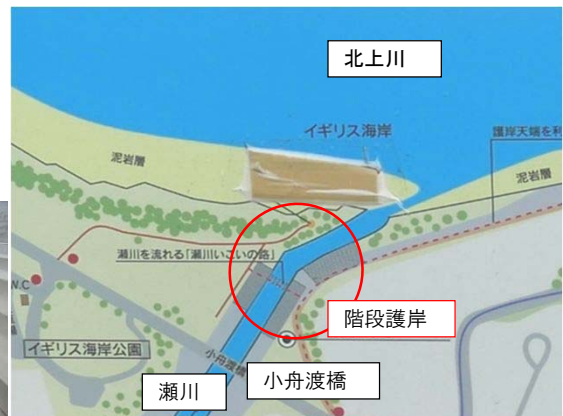 北上川
イギリス海岸
護岸天端を利
泥岩層
泥岩層
瀬川を流れる「瀬川いこいの路」
W.C
階段護岸
イギリス海岸公園
小舟渡橋
小舟渡橋
瀬川